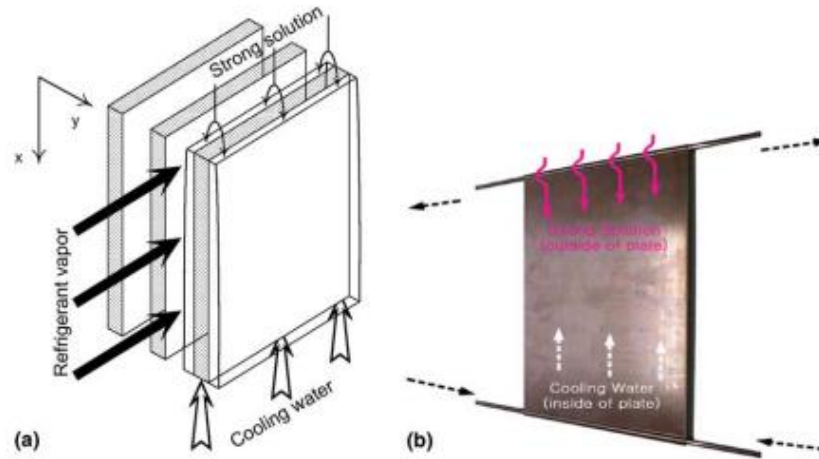 Strong solution
y
x
Refrigerant vapor
Cooling water
(a)
Strong Solution
(outside of plate)
Cooling Water
(inside of plate)
(b)